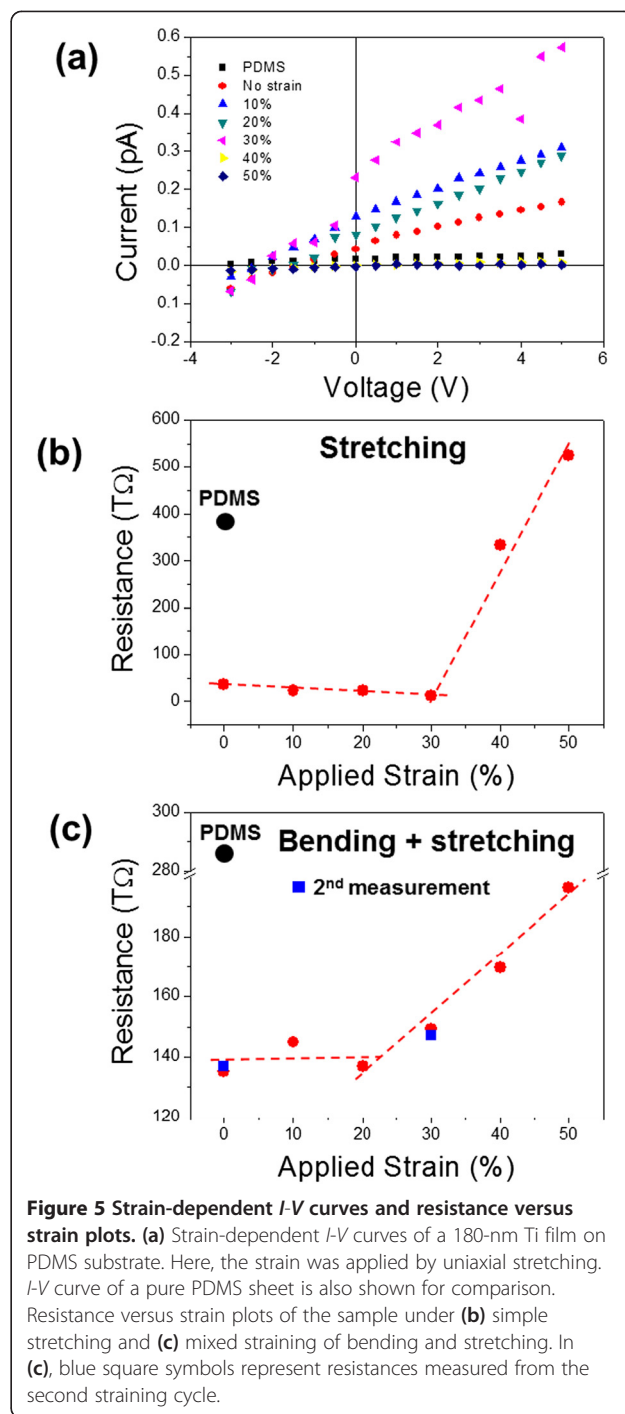 (a)
PDMS
No strain
10%
20%
30%
40%
50%
0.6
0.5
0.4
0.3
0.2
0.1
0.0
0.1
-0.2
Current (pA)
-4 -2 0 2 4 6
Voltage (V)
(b)
Stretching
PDMS
600
500
400
300
200
100
0
Resistance (TΩ)
0 10 20 30 40 50
Applied Strain (%)
(c)
PDMS
Bending + stretching
2nd measurement
300
280
180
160
140
120
Resistance (TΩ)
0 10 20 30 40 50
Applied Strain (%)
Figure 5 Strain-dependent I-V curves and resistance versus
strain plots. (a) Strain-dependent I-V curves of a 180-nm Ti film on
PDMS substrate. Here, the strain was applied by uniaxial stretching.
I-V curve of a pure PDMS sheet is also shown for comparison.
Resistance versus strain plots of the sample under (b) simple
stretching and (c) mixed straining of bending and stretching. In
(c), blue square symbols represent resistances measured from the
second straining cycle.